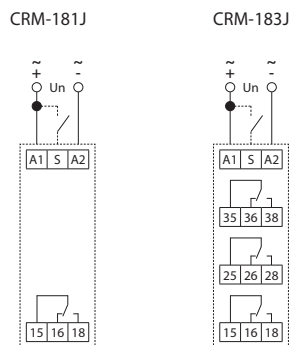 CRM-181J CRM-183J
~ ~ ~ ~
+ Un - + Un -
A1 S A2 A1 S A2
35 36 38
25 26 28
15 16 18 15 16 18